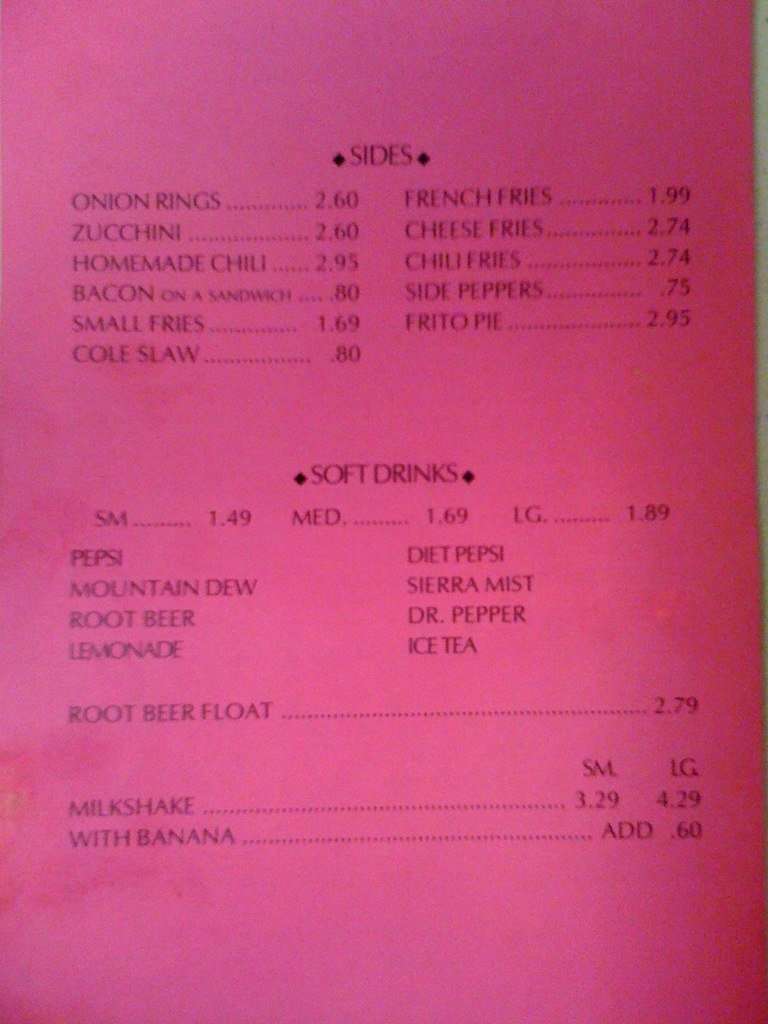 ◆SIDES◆
ONION RINGS ............. 2.60
ZUCCHINI ................... 2.60
HOMEMADE CHILI ...... 2.95
BACON ON A SANDWICH .... .80
SMALL FRIES .............. 1.69
COLE SLAW ................. .80
FRENCH FRIES ............. 1.99
CHEESE FRIES ............... 2.74
CHILI FRIES .................. 2.74
SIDE PEPPERS ............... .75
FRITO PIE ..................... 2.95
◆SOFT DRINKS◆
SM ......... 1.49 MED. ......... 1.69 LG. ......... 1.89
PEPSI
MOUNTAIN DEW
ROOT BEER
LEMONADE
DIET PEPSI
SIERRA MIST
DR. PEPPER
ICE TEA
ROOT BEER FLOAT .......................................................... 2.79
SM. LG.
MILKSHAKE .......................................................... 3.29 4.29
WITH BANANA ........................................................ ADD .60